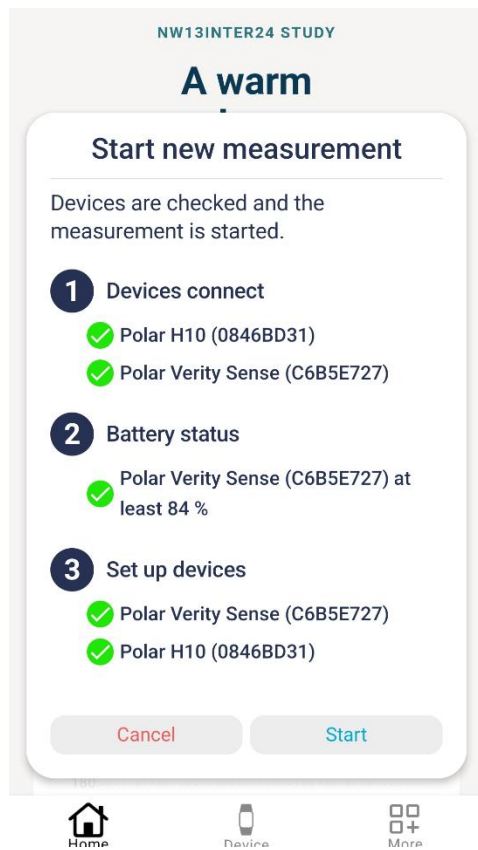 NW13INTER24 STUDY
A warm
Start new measurement
Devices are checked and the
measurement is started.
1 Devices connect
Polar H10 (0846BD31)
Polar Verity Sense (C6B5E727)
2 Battery status
Polar Verity Sense (C6B5E727) at
least 84 %
3 Set up devices
Polar Verity Sense (C6B5E727)
Polar H10 (0846BD31)
Cancel Start
180
Home Device More